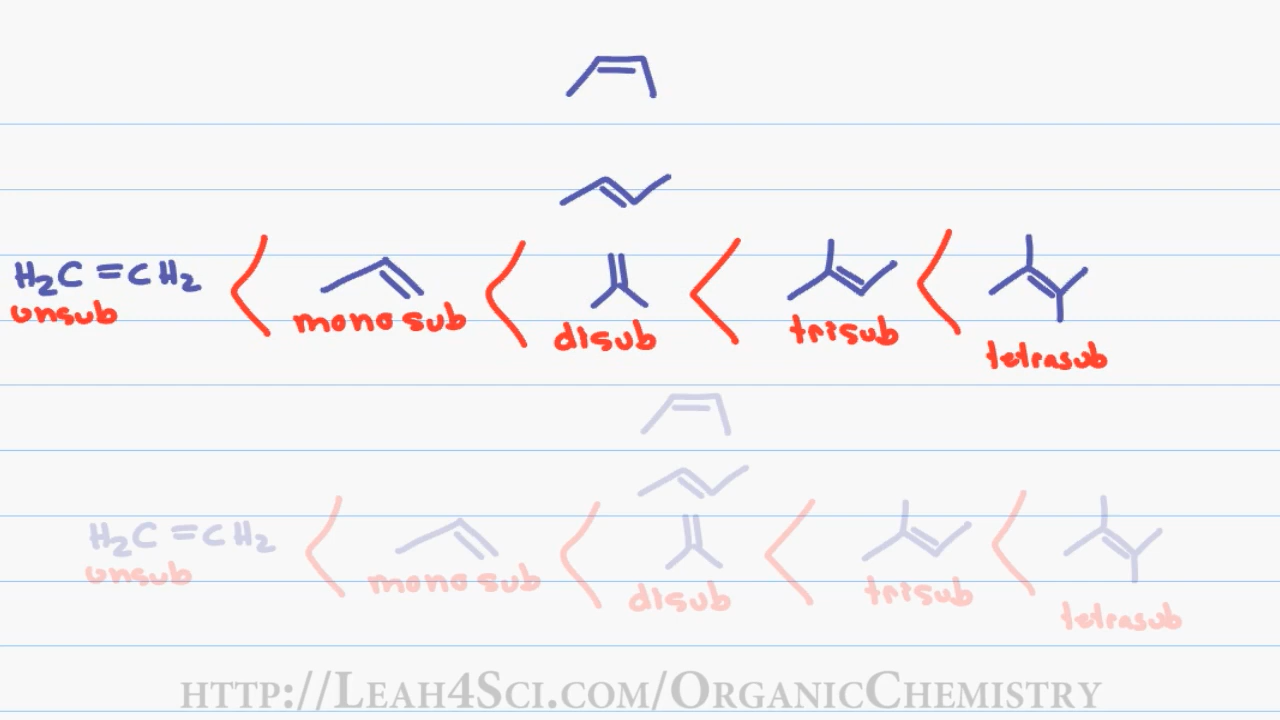 H₂C=CH₂ < < < <
unsub monosub disub trisub tetrasub
H₂C=CH₂ < < < <
unsub monosub disub trisub tetrasub
HTTP://LEAH4SCI.COM/ORGANICCHEMISTRY